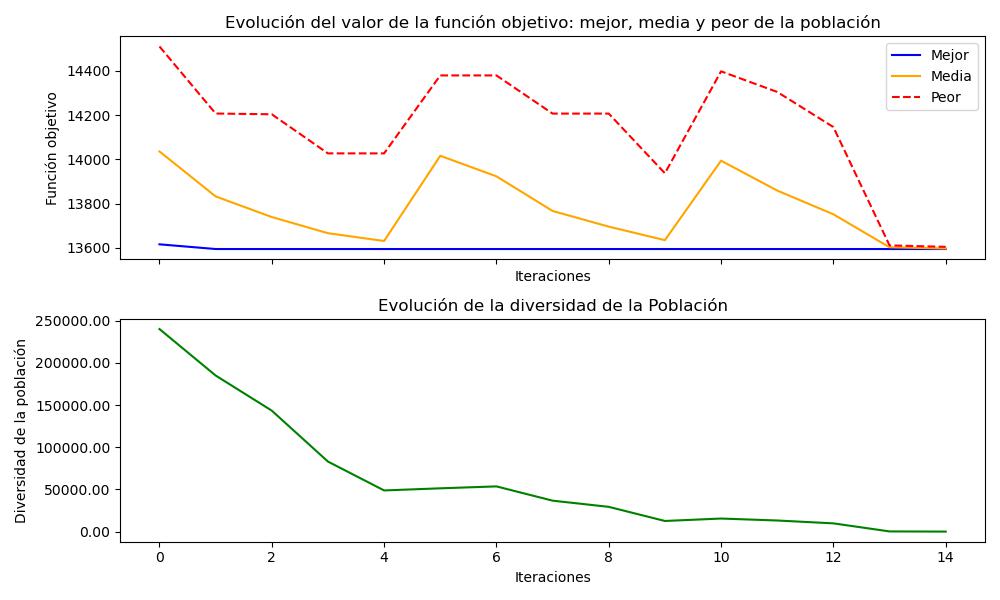 Evolución del valor de la función objetivo: mejor, media y peor de la población
Función objetivo
14400
14200
14000
13800
13600
Mejor
Media
Peor
Iteraciones
Evolución de la diversidad de la Población
Diversidad de la población
250000.00
200000.00
150000.00
100000.00
50000.00
0.00
0 2 4 6 8 10 12 14
Iteraciones